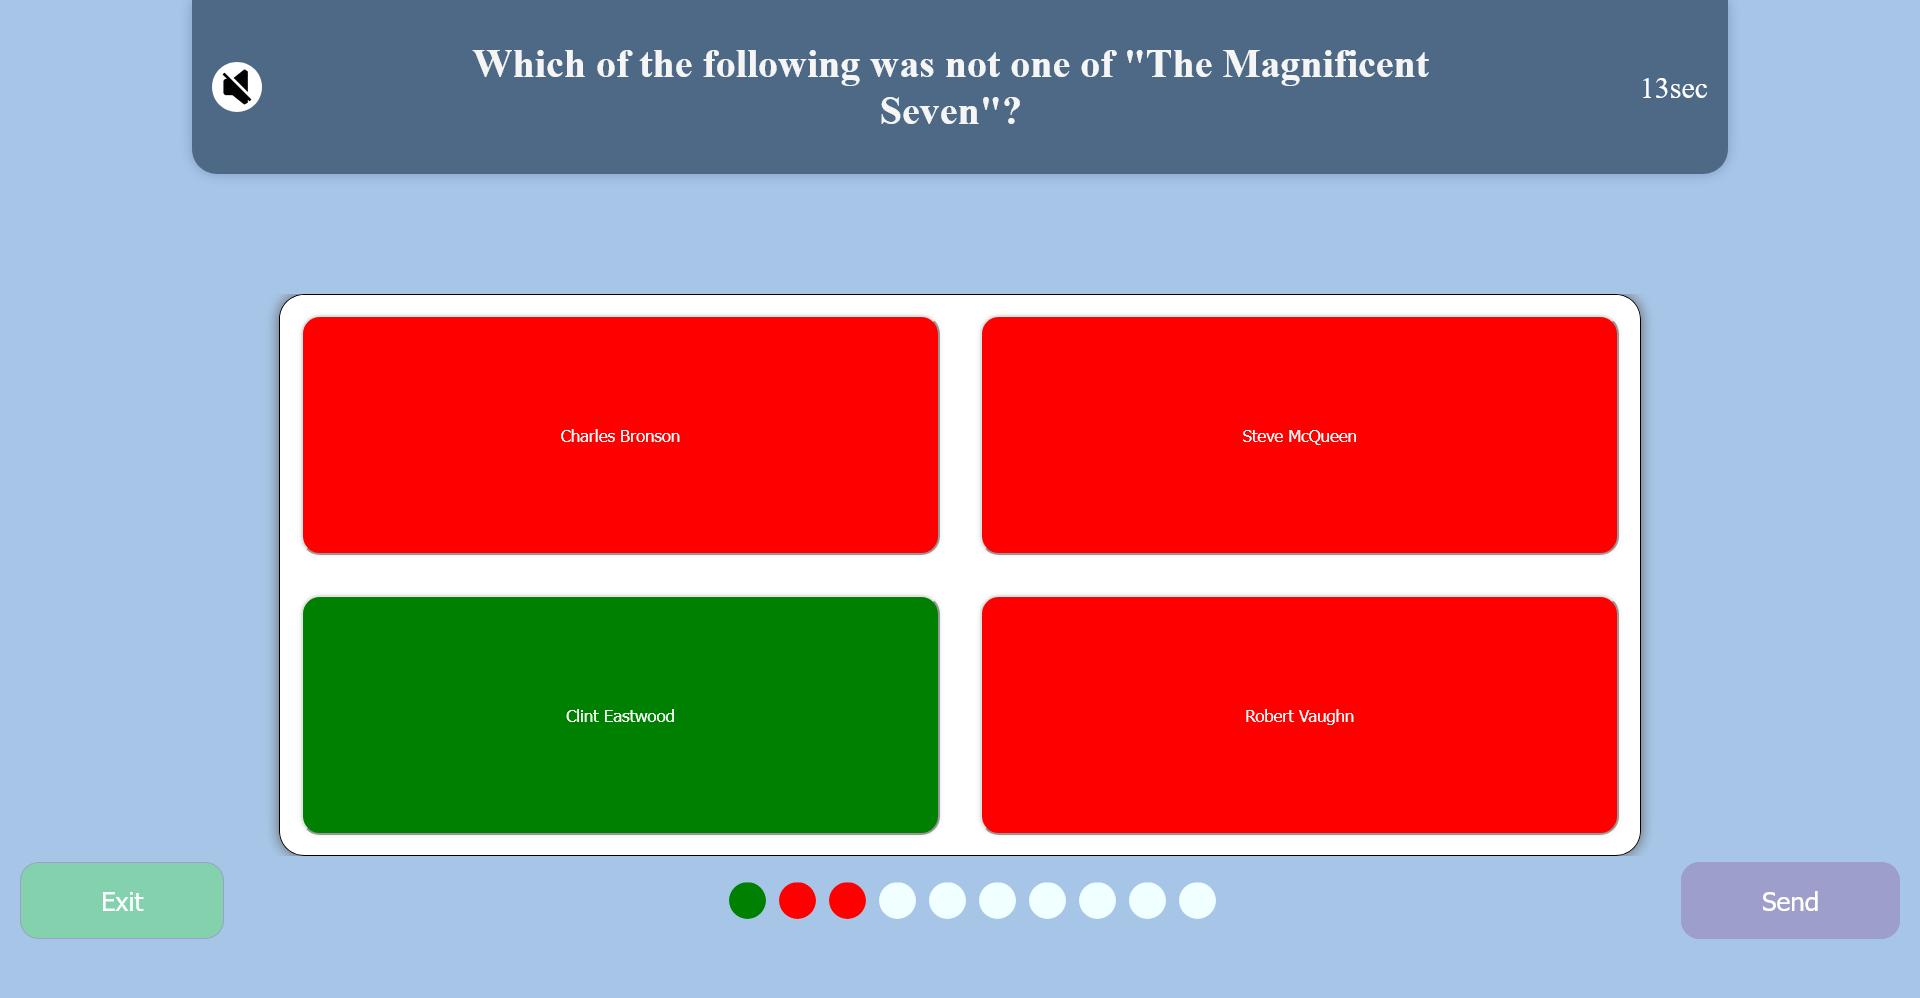 Which of the following was not one of "The Magnificent
Seven"?
13sec
Charles Bronson
Steve McQueen
Clint Eastwood
Robert Vaughn
Exit
Send